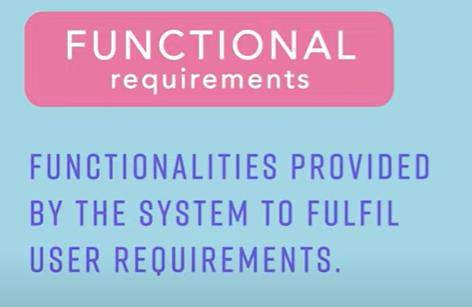 FUNCTIONAL
requirements
FUNCTIONALITIES PROVIDED
BY THE SYSTEM TO FULFIL
USER REQUIREMENTS.